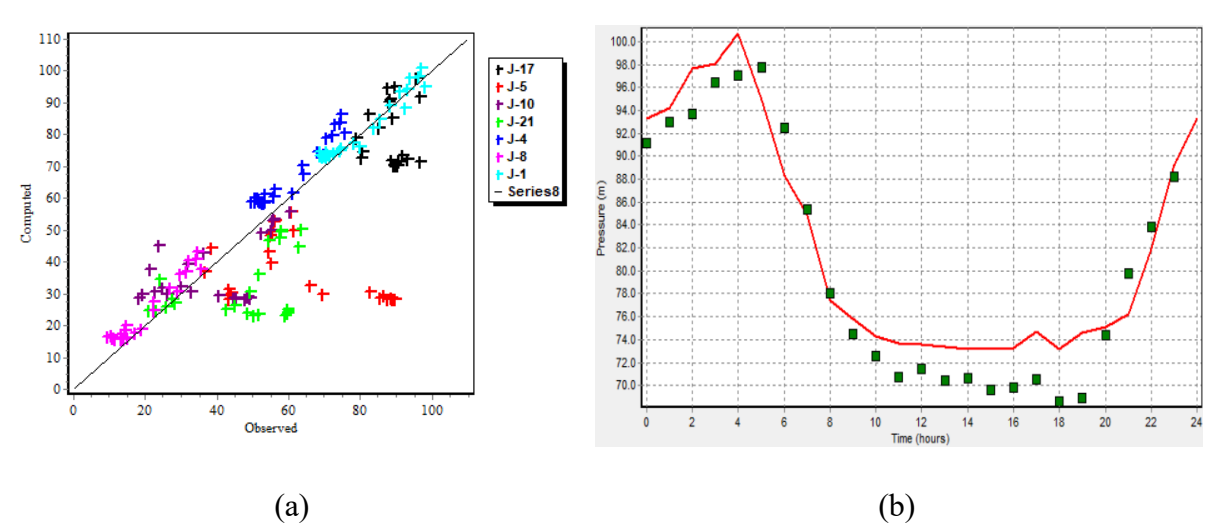 110
100
90
80
70
60
50
40
30
20
10
0
0 20 40 60 80 100
Observed
Computed
J-17
J-5
J-10
J-21
J-4
J-8
J-1
Series8
100.0
98.0
96.0
94.0
92.0
90.0
88.0
86.0
84.0
82.0
80.0
78.0
76.0
74.0
72.0
70.0
0 2 4 6 8 10 12 14 16 18 20 22 24
Time (hours)
Pressure (m)
(a) (b)